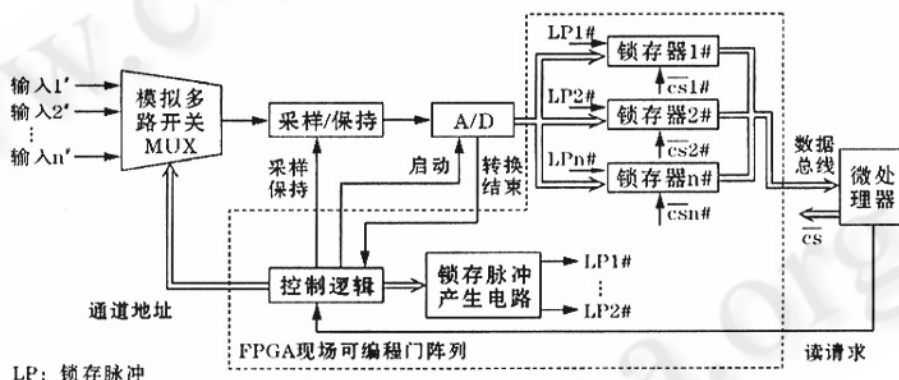 输入1#
输入2#
⋮
输入n#
模拟多
路开关
MUX
采样/保持
A/D
LP1#
锁存器1#
cs1#
LP2#
锁存器2#
cs2#
LPn#
锁存器n#
csn#
数据
总线
微处
理器
cs
采样
保持
启动
转换
结束
控制逻辑
锁存脉冲
产生电路
LP1#
⋮
LP2#
通道地址
FPGA现场可编程门阵列
读请求
LP: 锁存脉冲